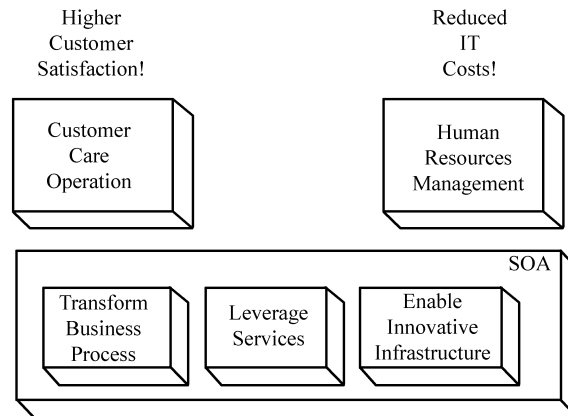 Higher
Customer
Satisfaction!
Reduced
IT
Costs!
Customer
Care
Operation
Human
Resources
Management
SOA
Transform
Business
Process
Leverage
Services
Enable
Innovative
Infrastructure